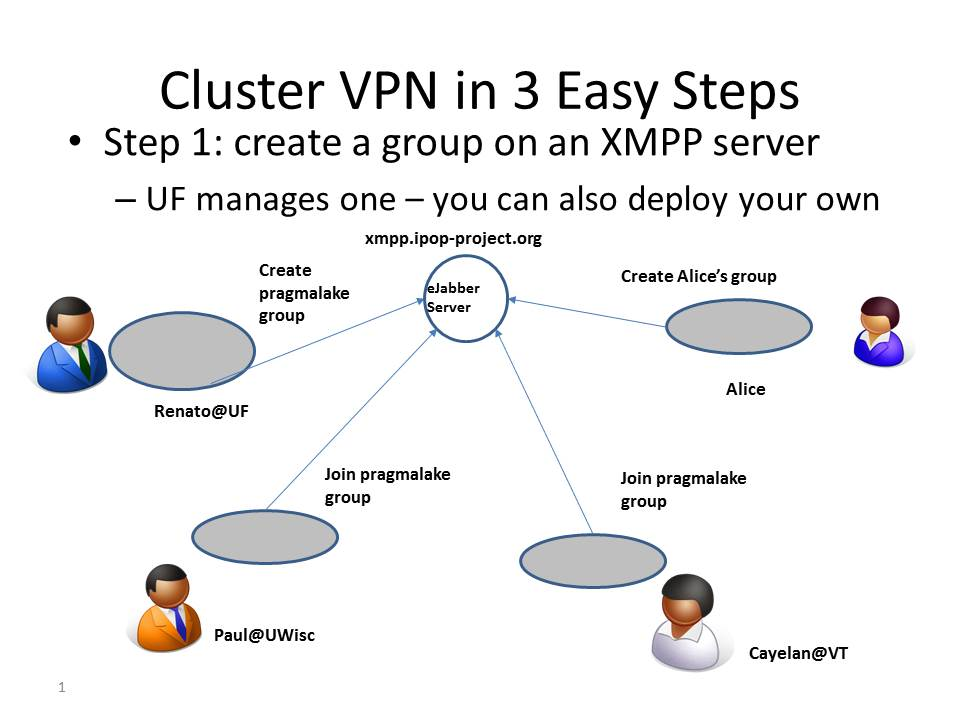 Cluster VPN in 3 Easy Steps
• Step 1: create a group on an XMPP server
– UF manages one – you can also deploy your own
xmpp.ipop-project.org
Create
pragmalake
group
eJabber
Server
Create Alice’s group
Alice
Renato@UF
Join pragmalake
group
Join pragmalake
group
Paul@UWisc
Cayelan@VT
1